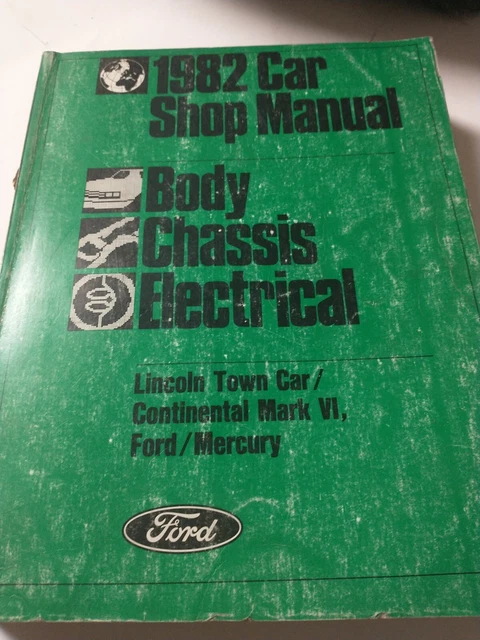 1982 Car
Shop Manual
Body
Chassis
Electrical
Lincoln Town Car/
Continental Mark VI,
Ford/Mercury
Ford